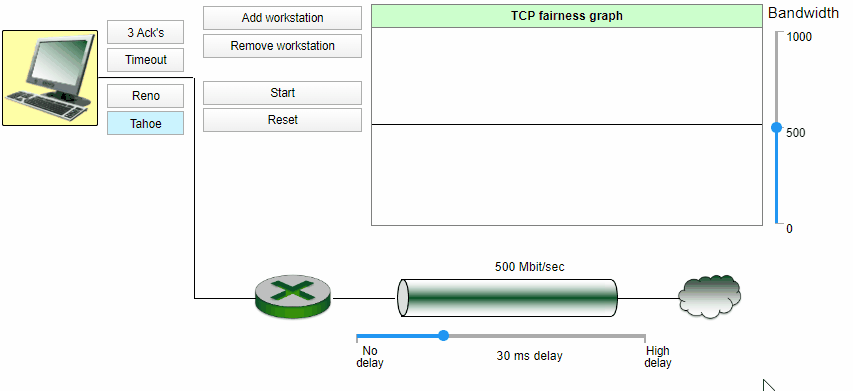 3 Ack's
Timeout
Reno
Tahoe
Add workstation
Remove workstation
Start
Reset
TCP fairness graph
Bandwidth
1000
500
0
500 Mbit/sec
No
delay
30 ms delay
High
delay